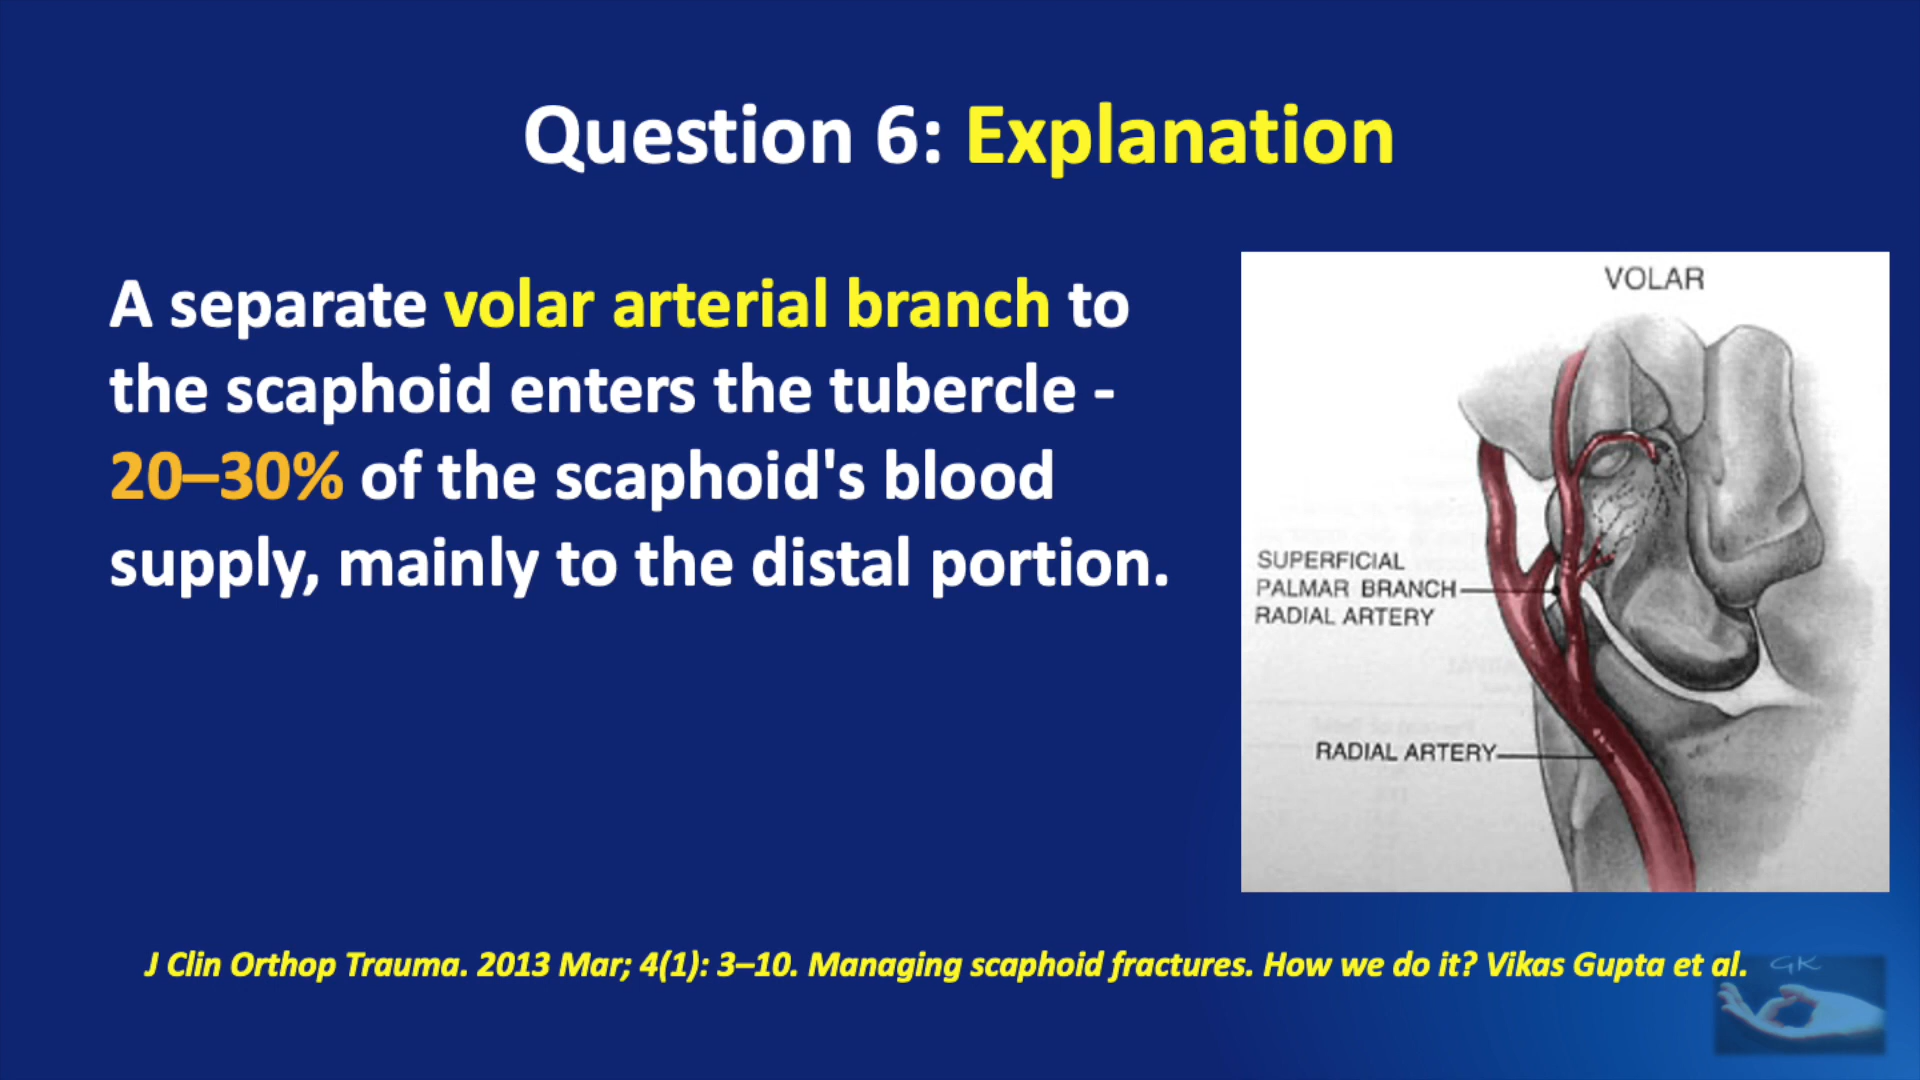 Question 6: Explanation
A separate volar arterial branch to
the scaphoid enters the tubercle -
20–30% of the scaphoid's blood
supply, mainly to the distal portion.
VOLAR
SUPERFICIAL
PALMAR BRANCH
RADIAL ARTERY
RADIAL ARTERY
J Clin Orthop Trauma. 2013 Mar; 4(1): 3–10. Managing scaphoid fractures. How we do it? Vikas Gupta et al.
GK